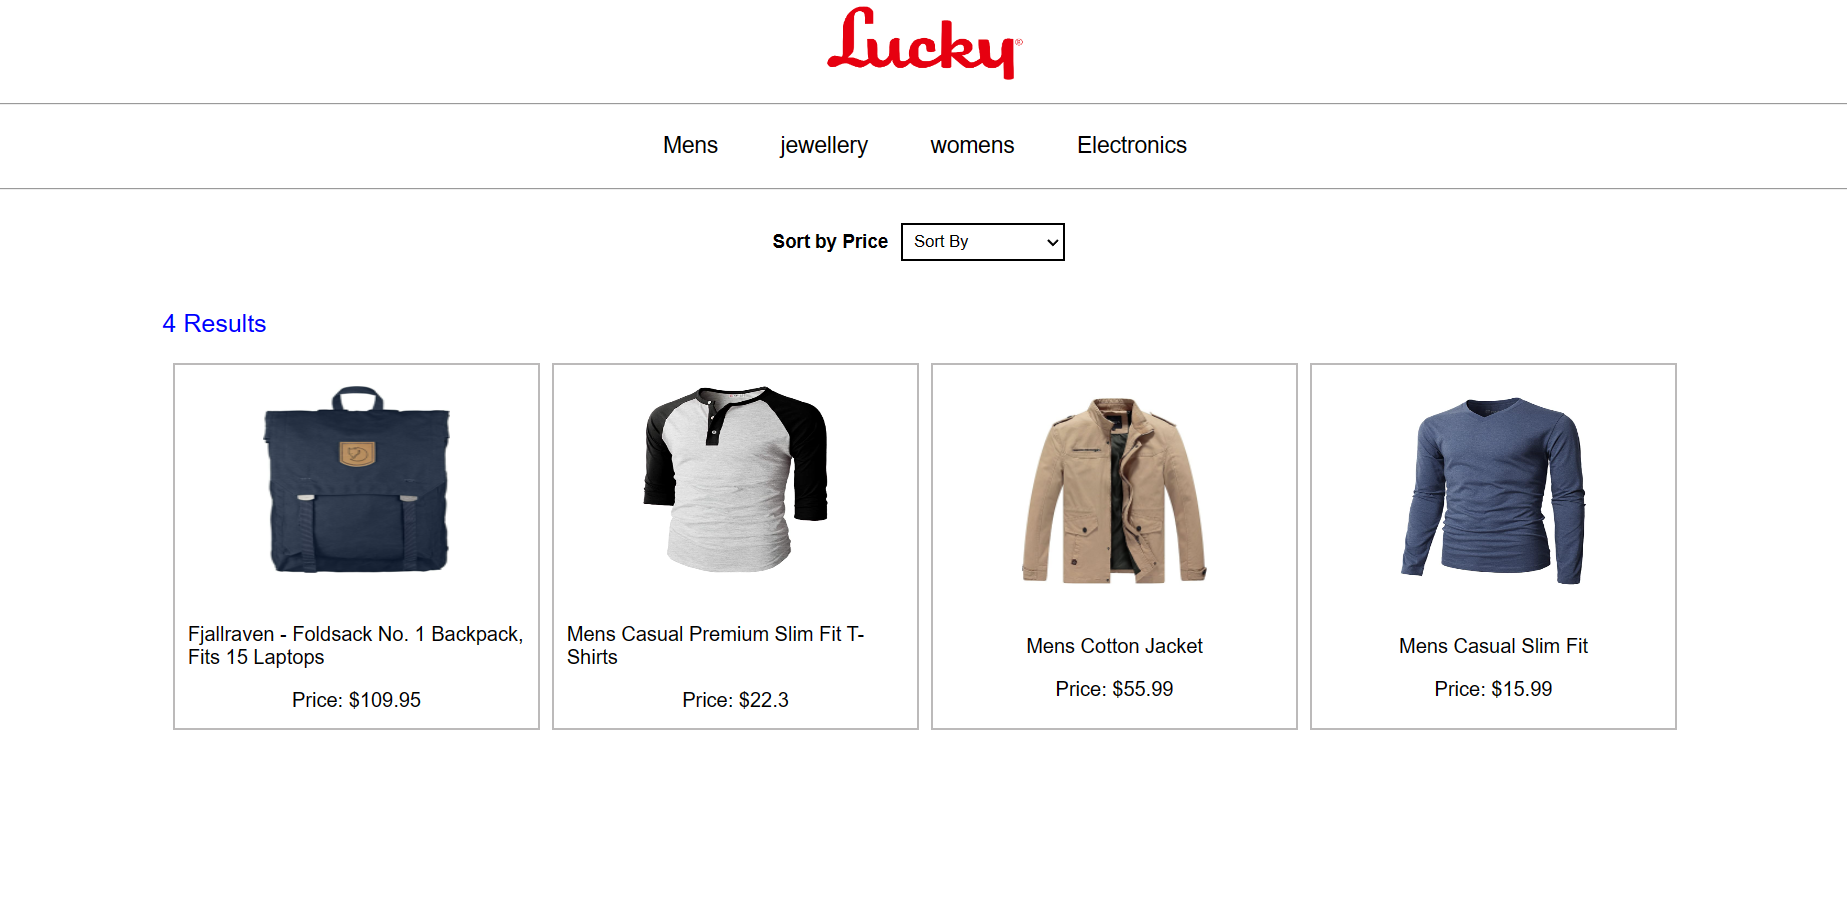 Lucky®
Mens jewellery womens Electronics
Sort by Price Sort By
4 Results
Fjallraven - Foldsack No. 1 Backpack,
Fits 15 Laptops
Price: $109.95
Mens Casual Premium Slim Fit T-
Shirts
Price: $22.3
Mens Cotton Jacket
Price: $55.99
Mens Casual Slim Fit
Price: $15.99